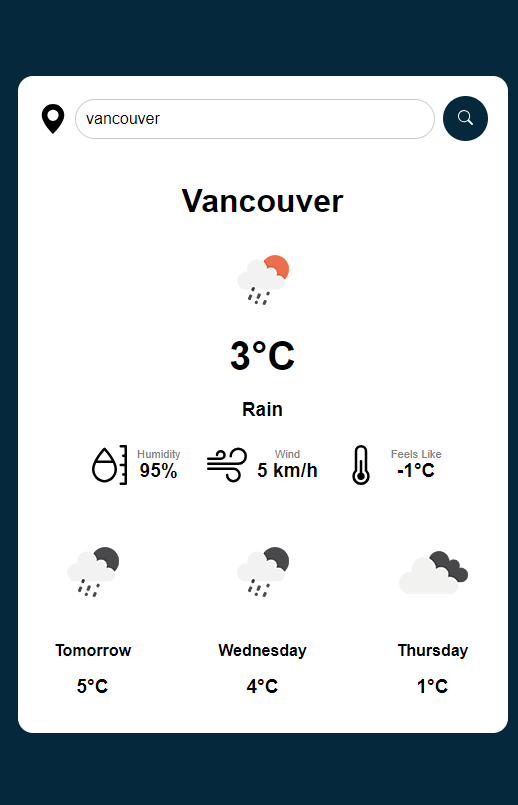 vancouver
Vancouver
3°C
Rain
Humidity Wind Feels Like
95% 5 km/h -1°C
Tomorrow Wednesday Thursday
5°C 4°C 1°C